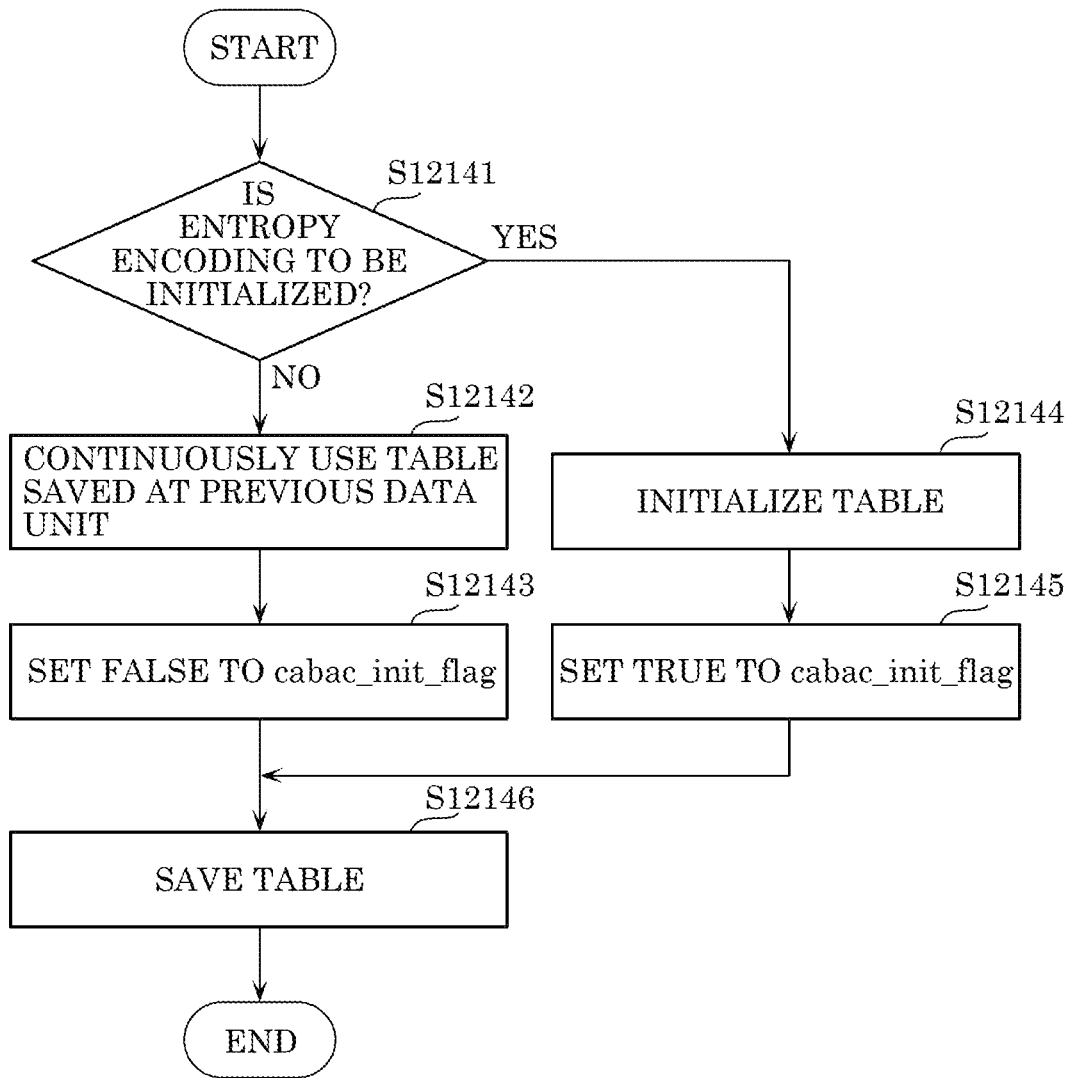 START
S12141
IS
ENTROPY
ENCODING TO BE
INITIALIZED?
YES
NO
S12142
CONTINUOUSLY USE TABLE
SAVED AT PREVIOUS DATA
UNIT
S12144
INITIALIZE TABLE
S12143
SET FALSE TO cabac_init_flag
S12145
SET TRUE TO cabac_init_flag
S12146
SAVE TABLE
END